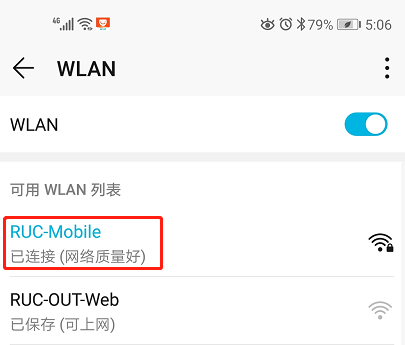 4G 79% 5:06
WLAN
WLAN
可用 WLAN 列表
RUC-Mobile
已连接 (网络质量好)
RUC-OUT-Web
已保存 (可上网)